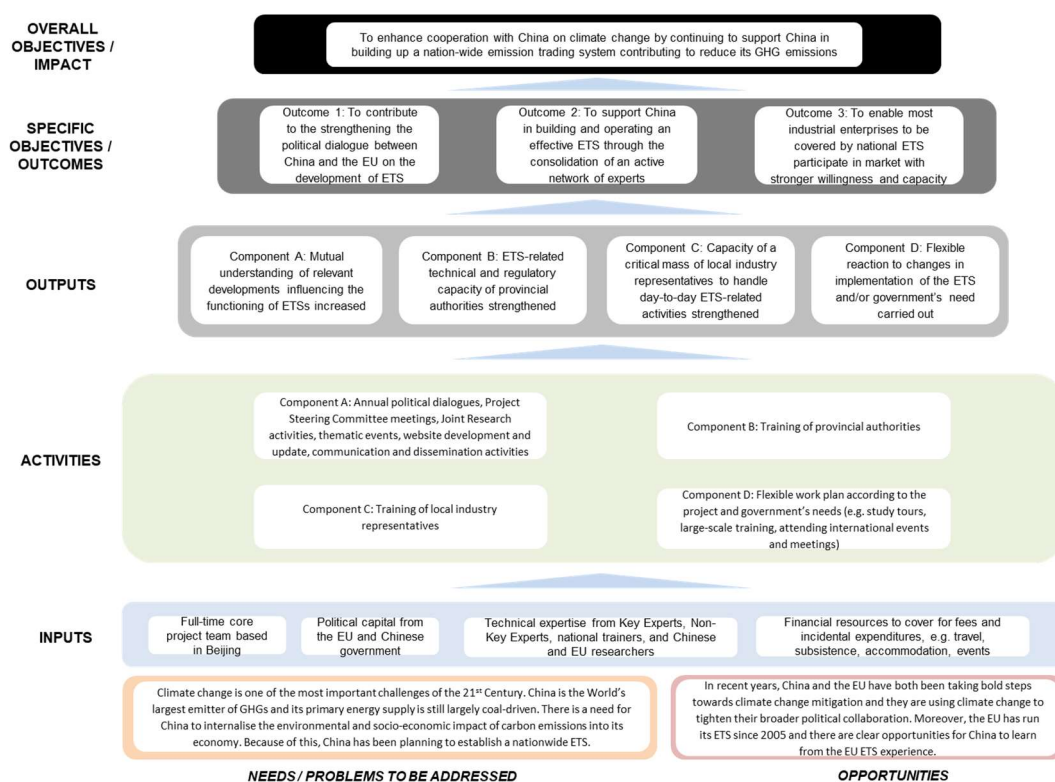 OVERALL
OBJECTIVES /
IMPACT
To enhance cooperation with China on climate change by continuing to support China in
building up a nation-wide emission trading system contributing to reduce its GHG emissions
SPECIFIC
OBJECTIVES /
OUTCOMES
Outcome 1: To contribute
to the strengthening the
political dialogue between
China and the EU on the
development of ETS
Outcome 2: To support China
in building and operating an
effective ETS through the
consolidation of an active
network of experts
Outcome 3: To enable most
industrial enterprises to be
covered by national ETS
participate in market with
stronger willingness and capacity
OUTPUTS
Component A: Mutual
understanding of relevant
developments influencing the
functioning of ETSs increased
Component B: ETS-related
technical and regulatory
capacity of provincial
authorities strengthened
Component C: Capacity of a
critical mass of local industry
representatives to handle
day-to-day ETS-related
activities strengthened
Component D: Flexible
reaction to changes in
implementation of the ETS
and/or government's need
carried out
ACTIVITIES
Component A: Annual political dialogues, Project
Steering Committee meetings, Joint Research
activities, thematic events, website development and
update, communication and dissemination activities
Component B: Training of provincial authorities
Component C: Training of local industry
representatives
Component D: Flexible work plan according to the
project and government's needs (e.g. study tours,
large-scale training, attending international events
and meetings)
INPUTS
Full-time core
project team based
in Beijing
Political capital from
the EU and Chinese
government
Technical expertise from Key Experts, Non-
Key Experts, national trainers, and Chinese
and EU researchers
Financial resources to cover for fees and
incidental expenditures, e.g. travel,
subsistence, accommodation, events
Climate change is one of the most important challenges of the 21st Century. China is the World's
largest emitter of GHGs and its primary energy supply is still largely coal-driven. There is a need for
China to internalise the environmental and socio-economic impact of carbon emissions into its
economy. Because of this, China has been planning to establish a nationwide ETS.
In recent years, China and the EU have both been taking bold steps
towards climate change mitigation and they are using climate change to
tighten their broader political collaboration. Moreover, the EU has run
its ETS since 2005 and there are clear opportunities for China to learn
from the EU ETS experience.
NEEDS / PROBLEMS TO BE ADDRESSED
OPPORTUNITIES